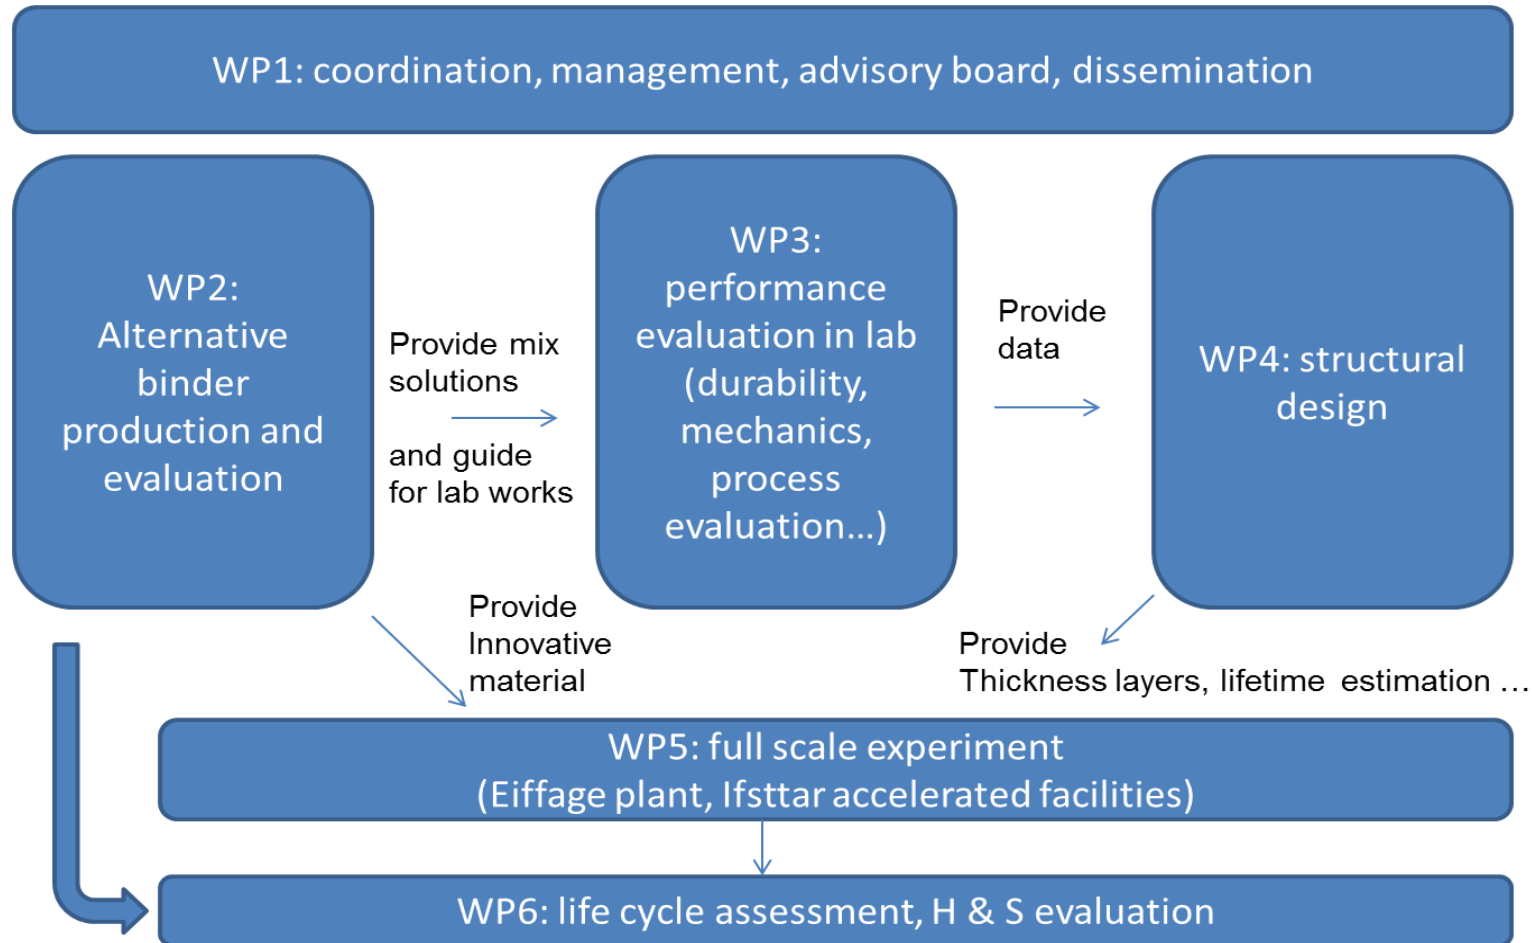 WP1: coordination, management, advisory board, dissemination
WP2:
Alternative
binder
production and
evaluation
Provide mix
solutions
and guide
for lab works
WP3:
performance
evaluation in lab
(durability,
mechanics,
process
evaluation...)
Provide
data
WP4: structural
design
Provide
Innovative
material
Provide
Thickness layers, lifetime estimation ...
WP5: full scale experiment
(Eiffage plant, Ifsttar accelerated facilities)
WP6: life cycle assessment, H & S evaluation